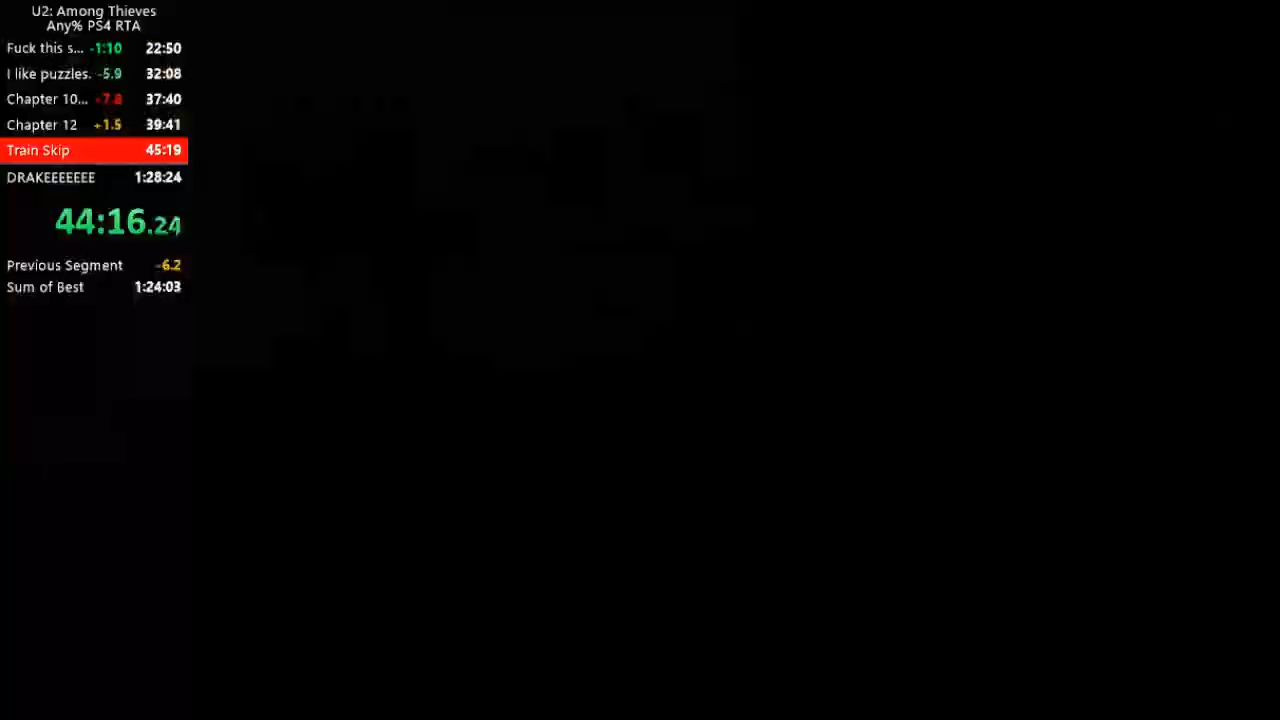 U2: Among Thieves
Any% PS4 RTA
Fuck this s... -1:10 22:50
I like puzzles. -5.9 32:08
Chapter 10... +7.8 37:40
Chapter 12 +1.5 39:41
Train Skip 45:19
DRAKEEEEEEE 1:28:24
44:16.24
Previous Segment -6.2
Sum of Best 1:24:03